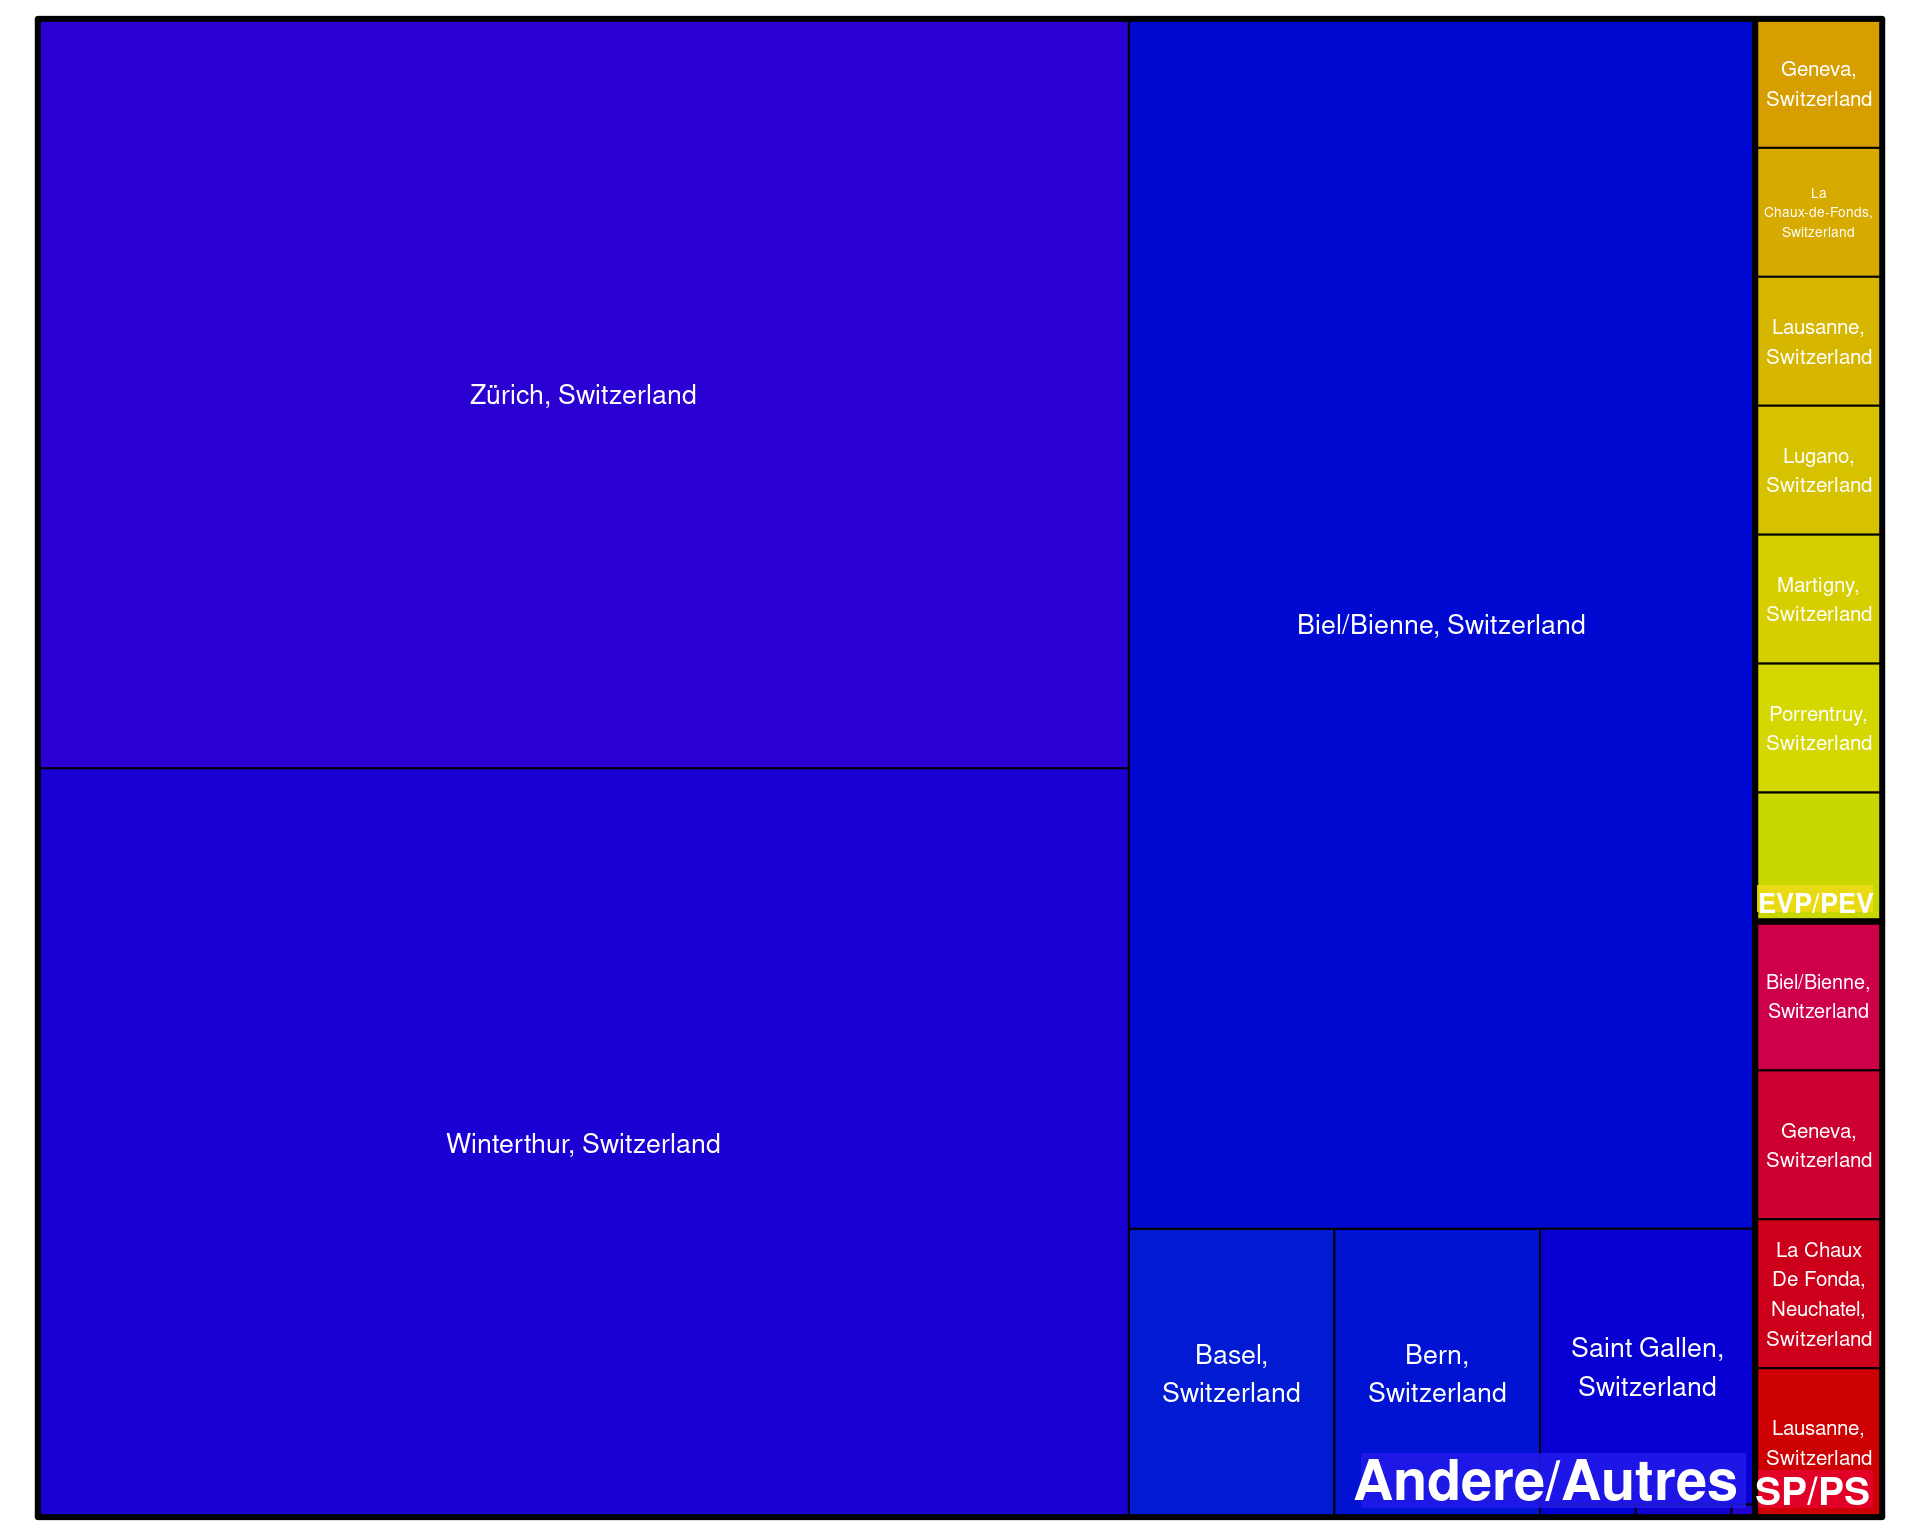 Zürich, Switzerland
Winterthur, Switzerland
Biel/Bienne, Switzerland
Basel,
Switzerland
Bern,
Switzerland
Saint Gallen,
Switzerland
Andere/Autres
Geneva,
Switzerland
La
Chaux-de-Fonds,
Switzerland
Lausanne,
Switzerland
Lugano,
Switzerland
Martigny,
Switzerland
Porrentruy,
Switzerland
EVP/PEV
Biel/Bienne,
Switzerland
Geneva,
Switzerland
La Chaux
De Fonda,
Neuchatel,
Switzerland
Lausanne,
Switzerland
SP/PS